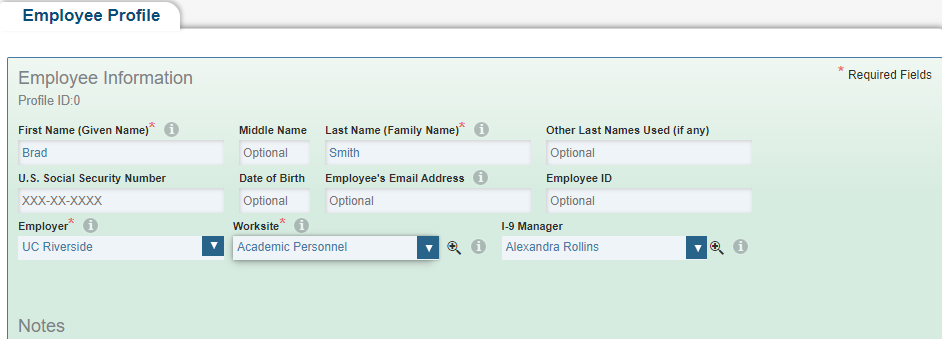 Employee Profile
Employee Information
* Required Fields
Profile ID:0
First Name (Given Name)* Middle Name Last Name (Family Name)* Other Last Names Used (if any)
Brad Optional Smith Optional
U.S. Social Security Number Date of Birth Employee's Email Address Employee ID
XXX-XX-XXXX Optional Optional Optional
Employer* Worksite* I-9 Manager
UC Riverside Academic Personnel Alexandra Rollins
Notes